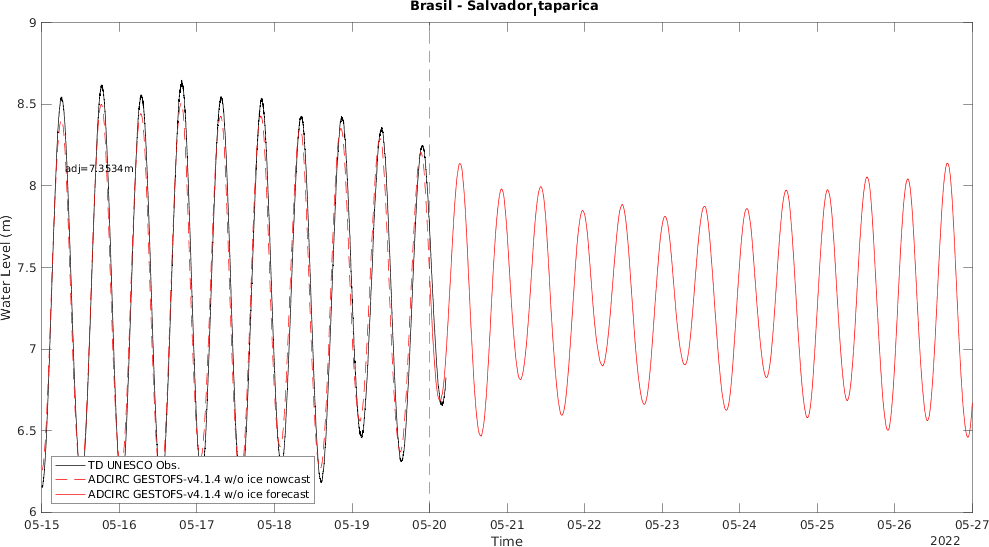 Brasil - Salvador_Itaparica
9
8.5
adj=7.3534m
8
7.5
7
6.5
6
Water Level (m)
TD UNESCO Obs.
ADCIRC GESTOFS-v4.1.4 w/o ice nowcast
ADCIRC GESTOFS-v4.1.4 w/o ice forecast
05-15 05-16 05-17 05-18 05-19 05-20 05-21 05-22 05-23 05-24 05-25 05-26 05-27
Time
2022